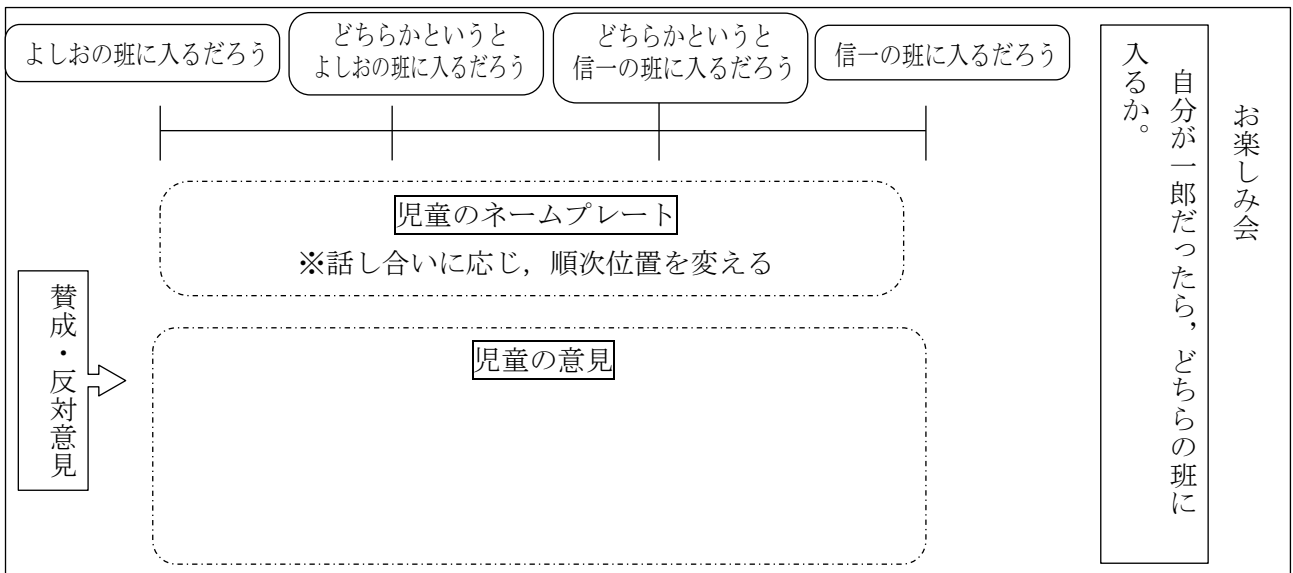 お楽しみ会
自分が一郎だったら，どちらの班に
入るか。
よしおの班に入るだろう
どちらかというと
よしおの班に入るだろう
どちらかというと
信一の班に入るだろう
信一の班に入るだろう
児童のネームプレート
※話し合いに応じ，順次位置を変える
賛成・反対意見
児童の意見